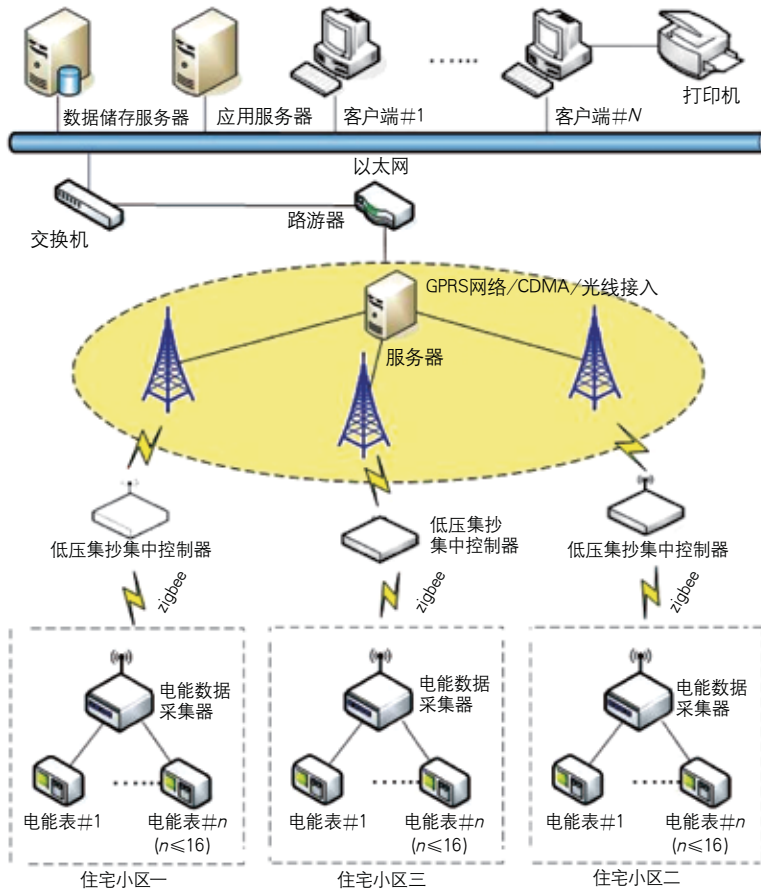 数据储存服务器
应用服务器
客户端#1
……
客户端#N
打印机
以太网
交换机
路游器
GPRS网络/CDMA/光线接入
服务器
低压集抄集中控制器
低压集抄
集中控制器
低压集抄集中控制器
zigbee
zigbee
zigbee
电能数据
采集器
电能数据
采集器
电能数据
采集器
电能表#1
电能表#n
(n≤16)
电能表#1
电能表#n
(n≤16)
电能表#1
电能表#n
(n≤16)
住宅小区一
住宅小区三
住宅小区二